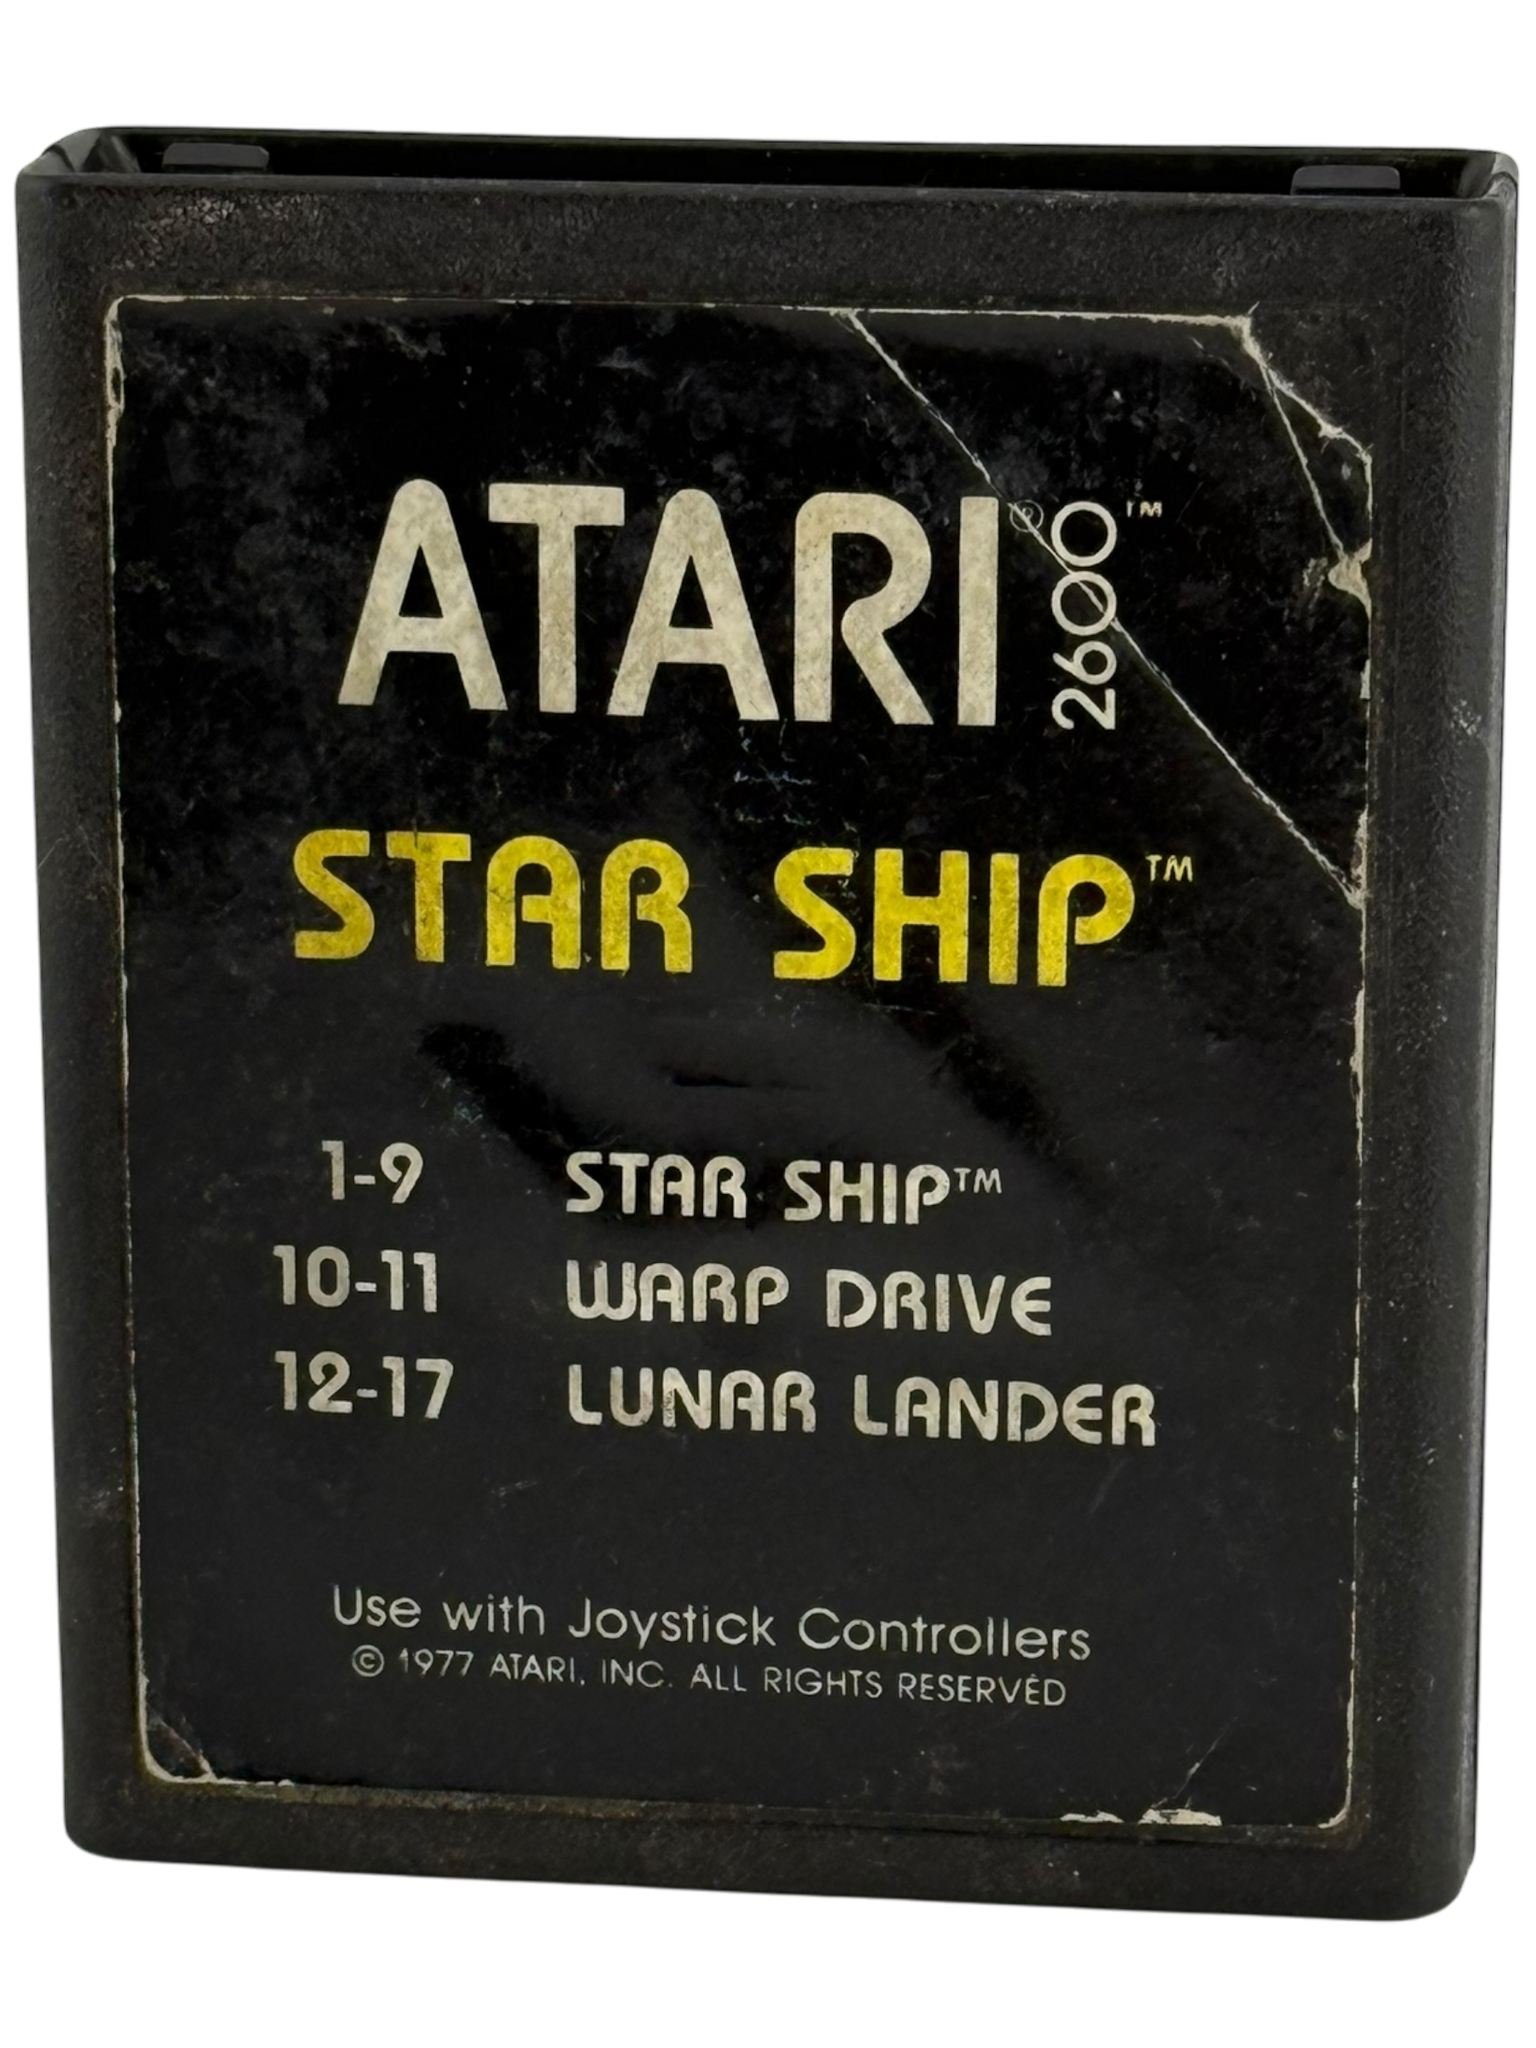 ATARI® 2600™
STAR SHIP™
1-9 STAR SHIP™
10-11 WARP DRIVE
12-17 LUNAR LANDER
Use with Joystick Controllers
© 1977 ATARI, INC. ALL RIGHTS RESERVED